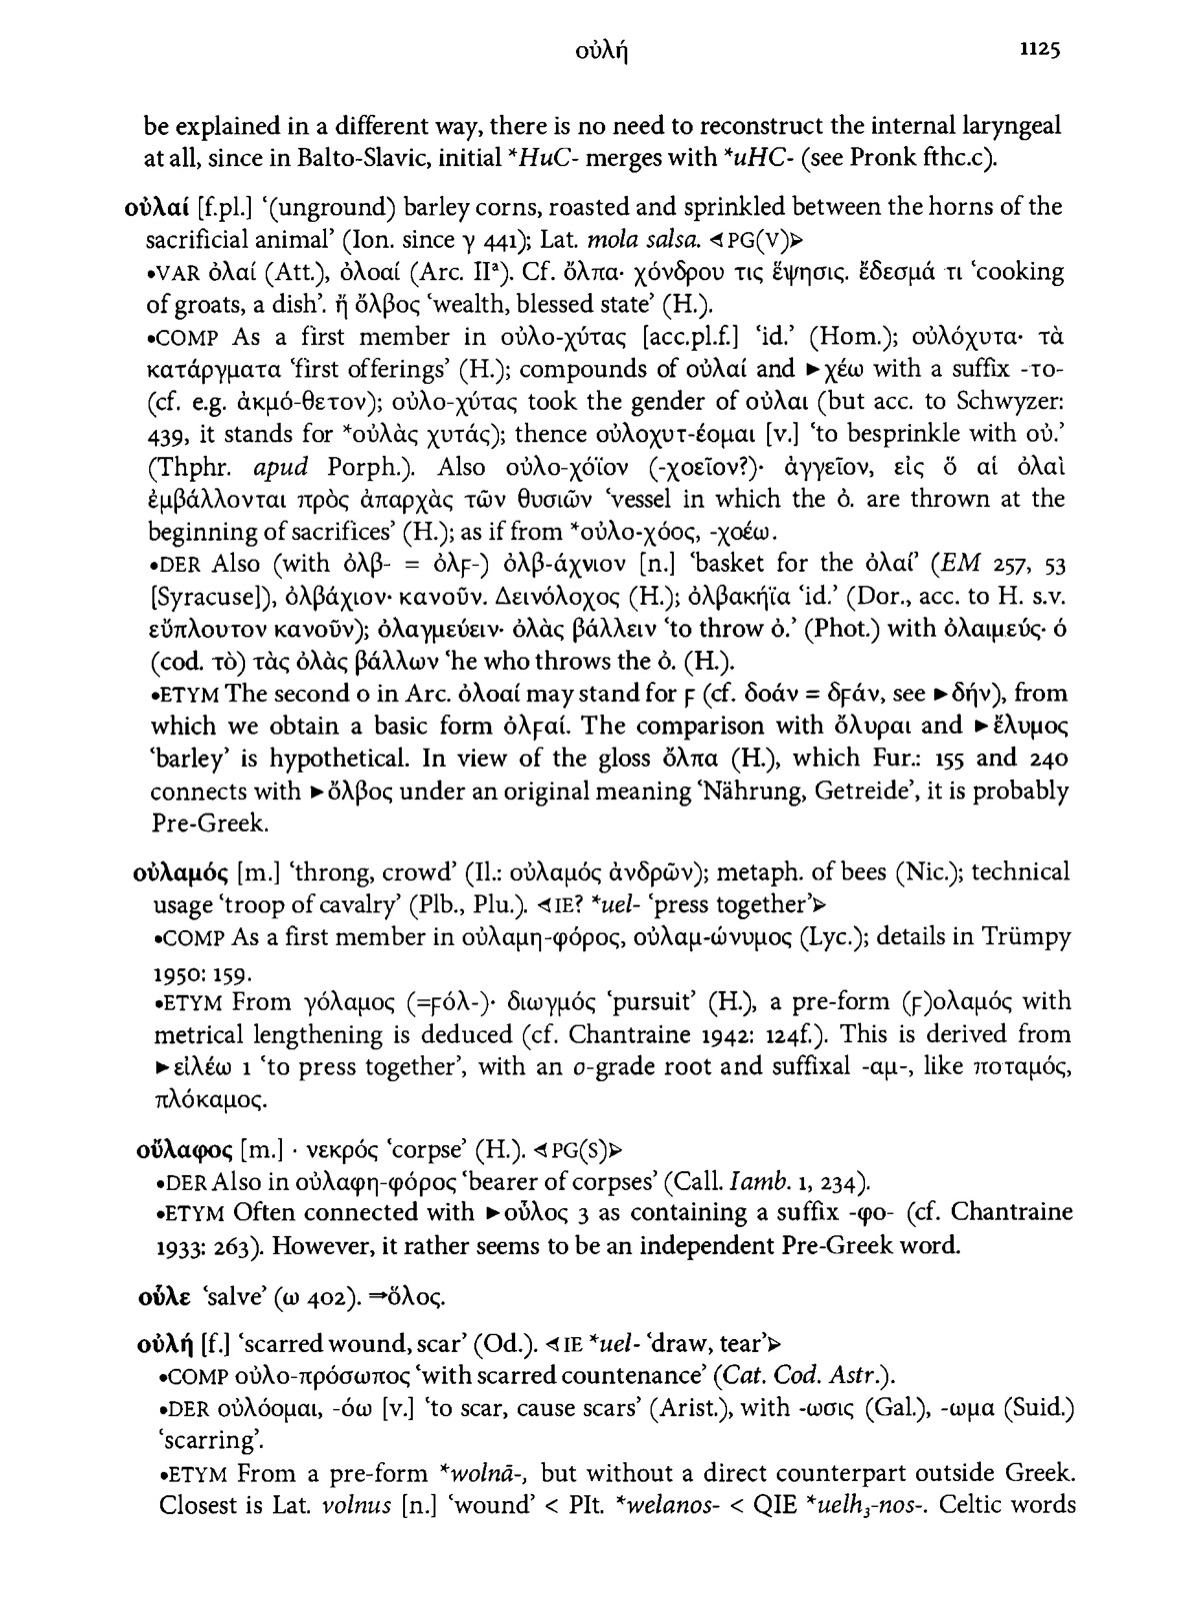 οὐλή 1125
be explained in a different way, there is no need to reconstruct the internal laryngeal
at all, since in Balto-Slavic, initial *HuC- merges with *uHC- (see Pronk fthc.c).
οὐλαί [f.pl.] ‘(unground) barley corns, roasted and sprinkled between the horns of the
sacrificial animal’ (Ion. since γ 441); Lat. mola salsa. ◁PG(V)▷
•VAR ὀλαί (Att.), ὀλοαί (Arc. IIª). Cf. ὄλπα· χόνδρου τις ἕψησις. ἔδεσμά τι ‘cooking
of groats, a dish’. ἢ ὄλβος ‘wealth, blessed state’ (H.).
•COMP As a first member in οὐλο-χύτας [acc.pl.f.] ‘id.’ (Hom.); οὐλόχυτα· τὰ
κατάργματα ‘first offerings’ (H.); compounds of οὐλαί and ►χέω with a suffix -το-
(cf. e.g. ἀκμό-θετον); οὐλο-χύτας took the gender of οὐλαι (but acc. to Schwyzer:
439, it stands for *οὐλὰς χυτάς); thence οὐλοχυτ-έομαι [v.] ‘to besprinkle with οὐ.’
(Thphr. apud Porph.). Also οὐλο-χόϊον (-χοεῖον?)· ἀγγεῖον, εἰς ὅ αἱ ὀλαὶ
ἐμβάλλονται πρὸς ἀπαρχὰς τῶν θυσιῶν ‘vessel in which the ὀ. are thrown at the
beginning of sacrifices’ (H.); as if from *οὐλο-χόος, -χοέω.
•DER Also (with ὀλβ- = ὀλϝ-) ὀλβ-άχνιον [n.] ‘basket for the ὀλαί’ (EM 257, 53
[Syracuse]), ὀλβάχιον· κανοῦν. Δεινόλοχος (H.); ὀλβακήϊα ‘id.’ (Dor., acc. to H. s.v.
εὔπλουτον κανοῦν); ὀλαγμεύειν· ὀλὰς βάλλειν ‘to throw ὀ.’ (Phot.) with ὀλαιμεύς· ὁ
(cod. τὸ) τὰς ὀλὰς βάλλων ‘he who throws the ὀ. (H.).
•ETYM The second o in Arc. ὀλοαί may stand for ϝ (cf. δοάν = δϝάν, see ►δήν), from
which we obtain a basic form ὀλϝαί. The comparison with ὄλυραι and ►ἔλυμος
‘barley’ is hypothetical. In view of the gloss ὄλπα (H.), which Fur.: 155 and 240
connects with ►ὄλβος under an original meaning ‘Nährung, Getreide’, it is probably
Pre-Greek.
οὐλαμός [m.] ‘throng, crowd’ (Il.: οὐλαμός ἀνδρῶν); metaph. of bees (Nic.); technical
usage ‘troop of cavalry’ (Plb., Plu.). ◁IE? *uel- ‘press together’▷
•COMP As a first member in οὐλαμη-φόρος, οὐλαμ-ώνυμος (Lyc.); details in Trümpy
1950: 159.
•ETYM From γόλαμος (=ϝόλ-)· διωγμός ‘pursuit’ (H.), a pre-form (ϝ)ολαμός with
metrical lengthening is deduced (cf. Chantraine 1942: 124f.). This is derived from
►εἰλέω 1 ‘to press together’, with an o-grade root and suffixal -αμ-, like ποταμός,
πλόκαμος.
οὔλαφος [m.] · νεκρός ‘corpse’ (H.). ◁PG(S)▷
•DER Also in οὐλαφη-φόρος ‘bearer of corpses’ (Call. Iamb. 1, 234).
•ETYM Often connected with ►οὖλος 3 as containing a suffix -φο- (cf. Chantraine
1933: 263). However, it rather seems to be an independent Pre-Greek word.
οὖλε ‘salve’ (ω 402). ⇒ὅλος.
οὐλή [f.] ‘scarred wound, scar’ (Od.). ◁IE *uel- ‘draw, tear’▷
•COMP οὐλο-πρόσωπος ‘with scarred countenance’ (Cat. Cod. Astr.).
•DER οὐλόομαι, -όω [v.] ‘to scar, cause scars’ (Arist.), with -ωσις (Gal.), -ωμα (Suid.)
‘scarring’.
•ETYM From a pre-form *wolnā-, but without a direct counterpart outside Greek.
Closest is Lat. volnus [n.] ‘wound’ < PIt. *welanos- < QIE *uelh₃-nos-. Celtic words